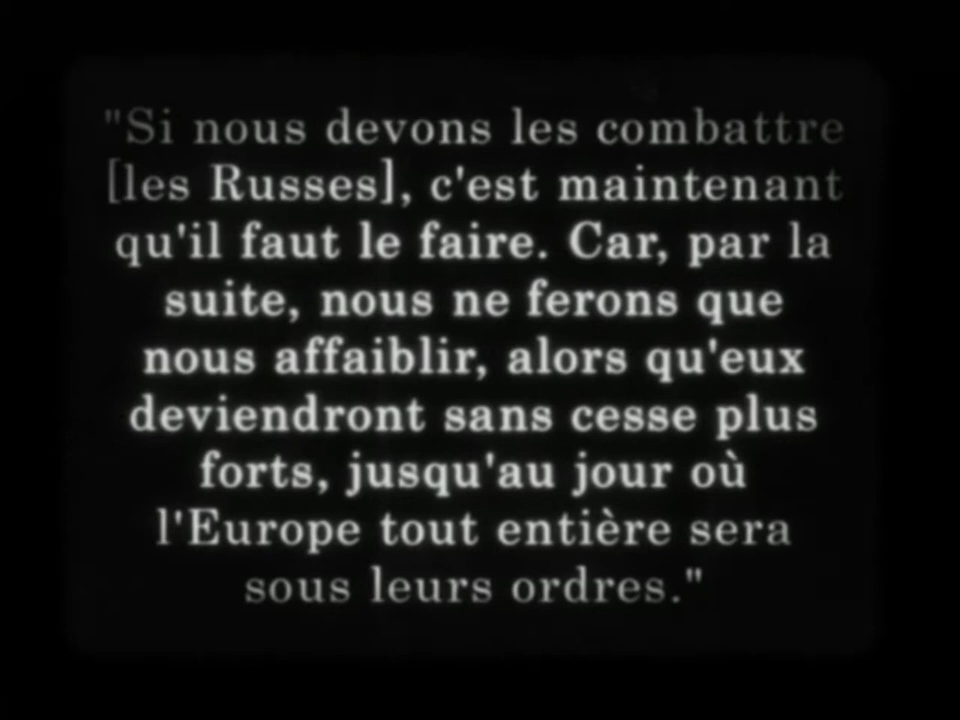 "Si nous devons les combattre
[les Russes], c'est maintenant
qu'il faut le faire. Car, par la
suite, nous ne ferons que
nous affaiblir, alors qu'eux
deviendront sans cesse plus
forts, jusqu'au jour où
l'Europe tout entière sera
sous leurs ordres."